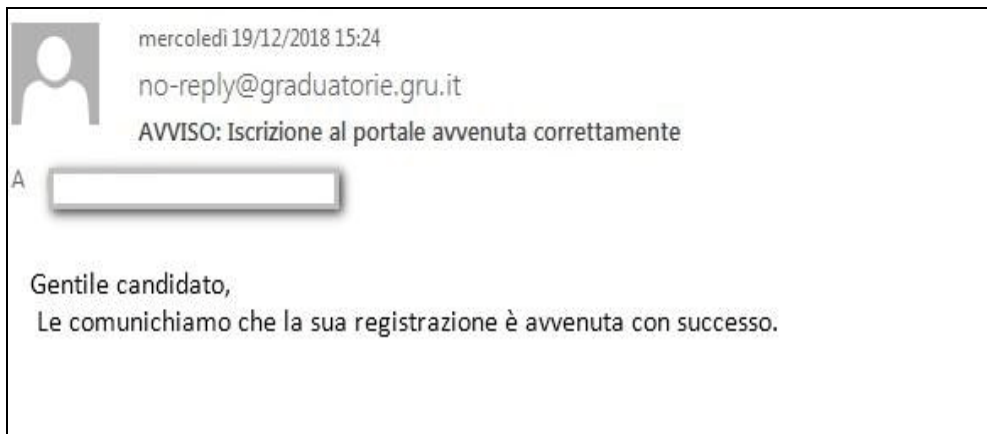 mercoledì 19/12/2018 15:24
no-reply@graduatorie.gru.it
AVVISO: Iscrizione al portale avvenuta correttamente
A
Gentile candidato,
Le comunichiamo che la sua registrazione è avvenuta con successo.